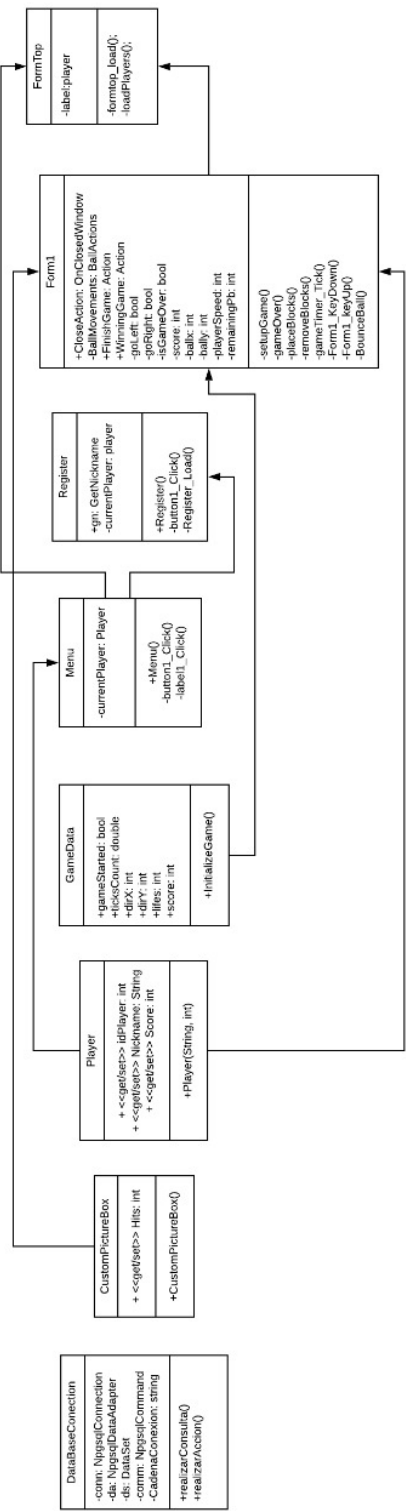 DataBaseConection
-conn: NpgsqlConnection
-da: NpgsqlDataAdapter
-ds: DataSet
-comm: NpgsqlCommand
-CadenaConexion: string
+realizarConsulta()
+realizarAccion()
CustomPictureBox
+ <<get/set>> Hits: int
+CustomPictureBox()
Player
+ <<get/set>> idPlayer: int
+ <<get/set>> Nickname: String
+ <<get/set>> Score: int
+Player(String, int)
GameData
+gameStarted: bool
+ticksCount: double
+dirX: int
+dirY: int
+lifes: int
+score: int
+InitializeGame()
Menu
-currentPlayer: Player
+Menu()
-button1_Click()
-label1_Click()
Register
+gn: GetNickname
-currentPlayer: player
+Register()
-button1_Click()
-Register_Load()
Form1
+CloseAction: OnClosedWindow
-BallMovements: BallActions
+FinishGame: Action
+WinningGame: Action
-goLeft: bool
-goRight: bool
-isGameOver: bool
-score: int
-ballx: int
-bally: int
-playerSpeed: int
-remainingPb: int
-setupGame()
-gameOver()
-placeBlocks()
-removeBlocks()
-gameTimer_Tick()
-Form1_KeyDown()
-Form1_keyUp()
-BounceBall()
FormTop
-label:player
-formtop_load();
-loadPlayers();